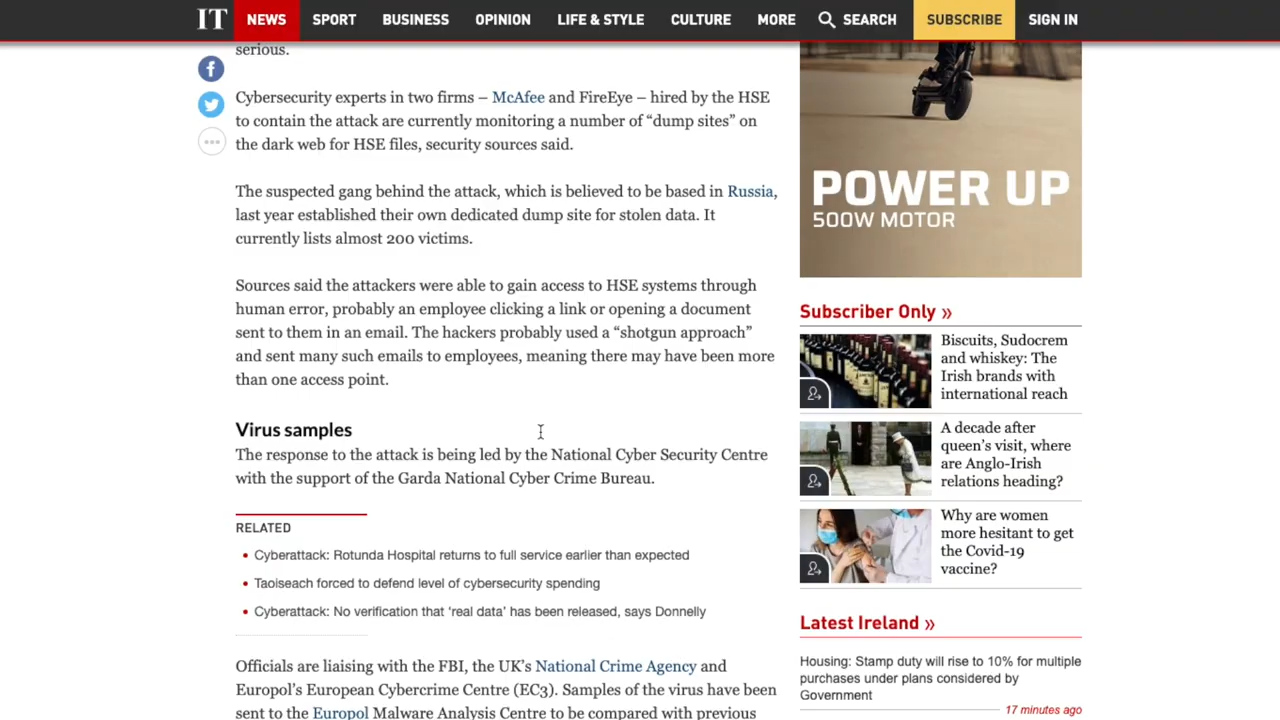 IT NEWS SPORT BUSINESS OPINION LIFE & STYLE CULTURE MORE SEARCH SUBSCRIBE SIGN IN
serious.
Cybersecurity experts in two firms – McAfee and FireEye – hired by the HSE
to contain the attack are currently monitoring a number of “dump sites” on
the dark web for HSE files, security sources said.
The suspected gang behind the attack, which is believed to be based in Russia,
last year established their own dedicated dump site for stolen data. It
currently lists almost 200 victims.
Sources said the attackers were able to gain access to HSE systems through
human error, probably an employee clicking a link or opening a document
sent to them in an email. The hackers probably used a “shotgun approach”
and sent many such emails to employees, meaning there may have been more
than one access point.
Virus samples
The response to the attack is being led by the National Cyber Security Centre
with the support of the Garda National Cyber Crime Bureau.
RELATED
Cyberattack: Rotunda Hospital returns to full service earlier than expected
Taoiseach forced to defend level of cybersecurity spending
Cyberattack: No verification that ‘real data’ has been released, says Donnelly
Officials are liaising with the FBI, the UK’s National Crime Agency and
Europol’s European Cybercrime Centre (EC3). Samples of the virus have been
sent to the Europol Malware Analysis Centre to be compared with previous
POWER UP
500W MOTOR
Subscriber Only »
Biscuits, Sudocrem
and whiskey: The
Irish brands with
international reach
A decade after
queen’s visit, where
are Anglo-Irish
relations heading?
Why are women
more hesitant to get
the Covid-19
vaccine?
Latest Ireland »
Housing: Stamp duty will rise to 10% for multiple
purchases under plans considered by
Government
17 minutes ago